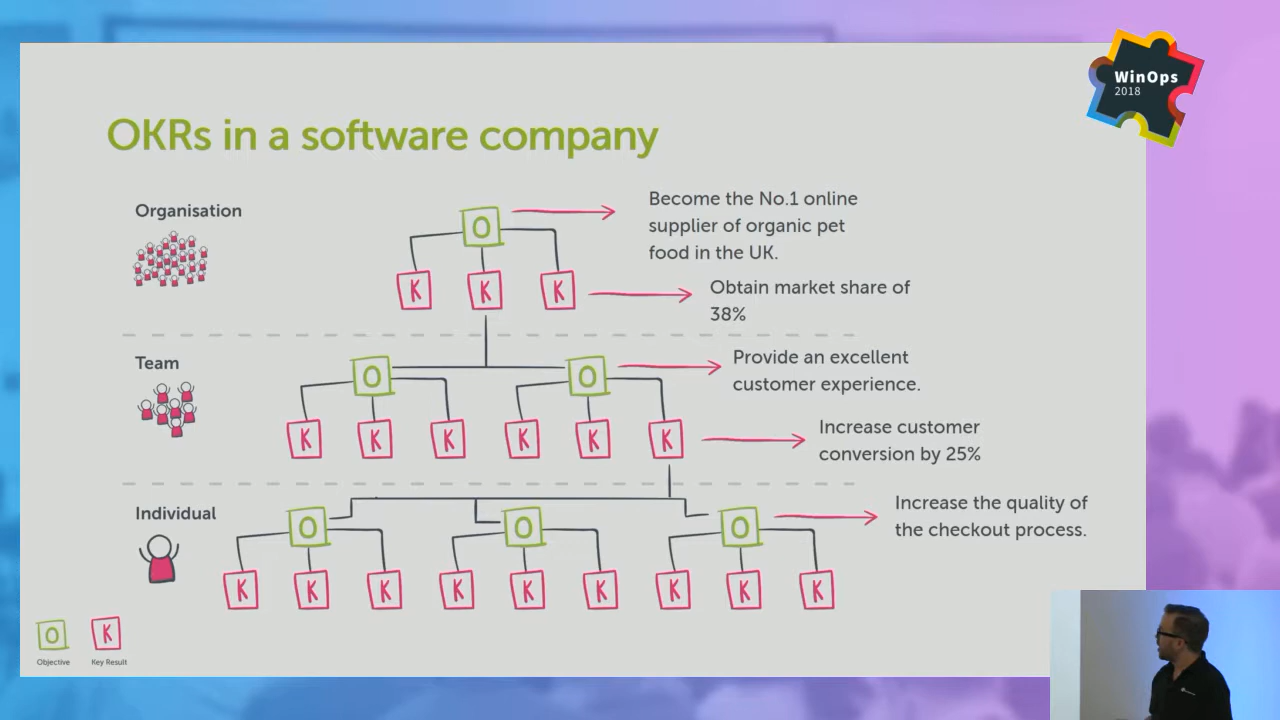 WinOps
2018
OKRs in a software company
Organisation
O
K K K
Become the No.1 online
supplier of organic pet
food in the UK.
Obtain market share of
38%
Team
O O
K K K K K K
Provide an excellent
customer experience.
Increase customer
conversion by 25%
Individual
O O O
K K K K K K K K K
Increase the quality of
the checkout process.
O K
Objective Key Result